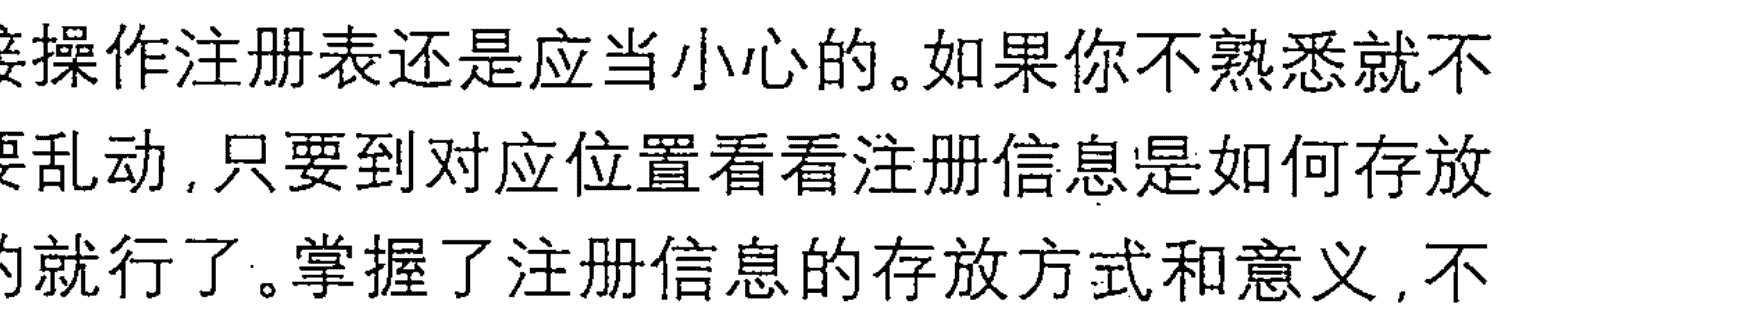 接操作注册表还是应当小心的。如果你不熟悉就不
要乱动,只要到对应位置看看注册信息是如何存放
的就行了。掌握了注册信息的存放方式和意义,不